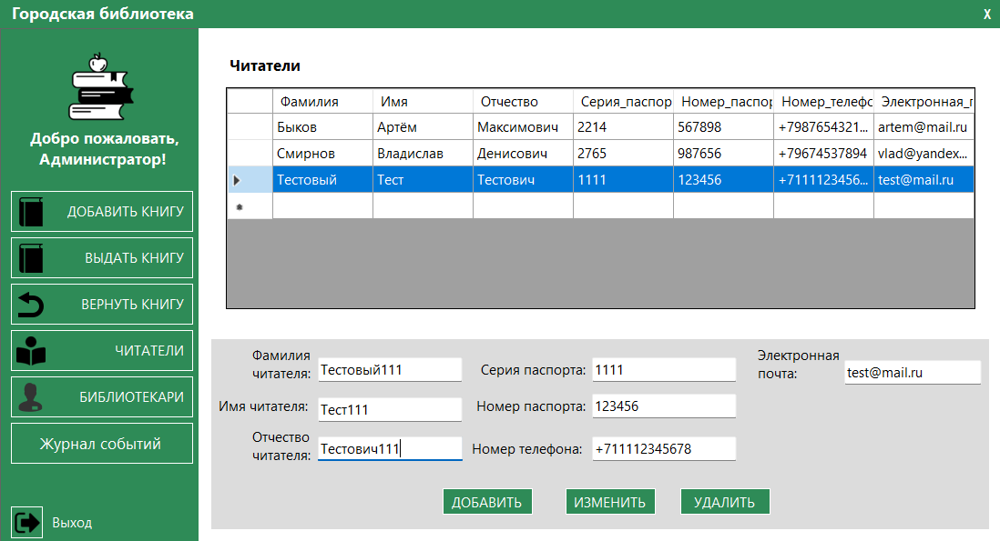 Городская библиотека
X
Добро пожаловать,
Администратор!
ДОБАВИТЬ КНИГУ
ВЫДАТЬ КНИГУ
ВЕРНУТЬ КНИГУ
ЧИТАТЕЛИ
БИБЛИОТЕКАРИ
Журнал событий
Выход
Читатели
Фамилия Имя Отчество Серия_паспор Номер_паспор Номер_телефс Электронная_г
Быков Артём Максимович 2214 567898 +7987654321... artem@mail.ru
Смирнов Владислав Денисович 2765 987656 +79674537894 vlad@yandex...
Тестовый Тест Тестович 1111 123456 +7111123456... test@mail.ru
Фамилия
читателя: Тестовый111
Имя читателя: Тест111
Отчество
читателя: Тестович111
Серия паспорта: 1111
Номер паспорта: 123456
Номер телефона: +711112345678
Электронная
почта: test@mail.ru
ДОБАВИТЬ ИЗМЕНИТЬ УДАЛИТЬ